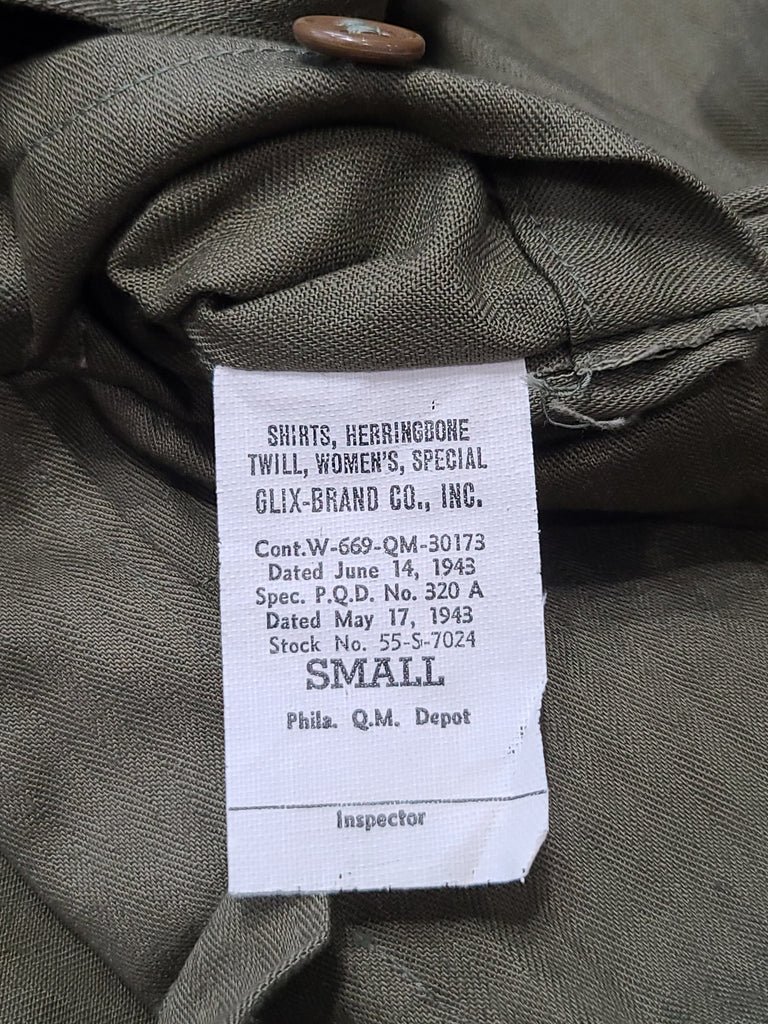 SHIRTS, HERRINGBONE
TWILL, WOMEN'S, SPECIAL
GLIX-BRAND CO., INC.
Cont.W-669-QM-30173
Dated June 14, 1943
Spec. P.Q.D. No. 320 A
Dated May 17, 1943
Stock No. 55-S-7024
SMALL
Phila. Q.M. Depot
Inspector